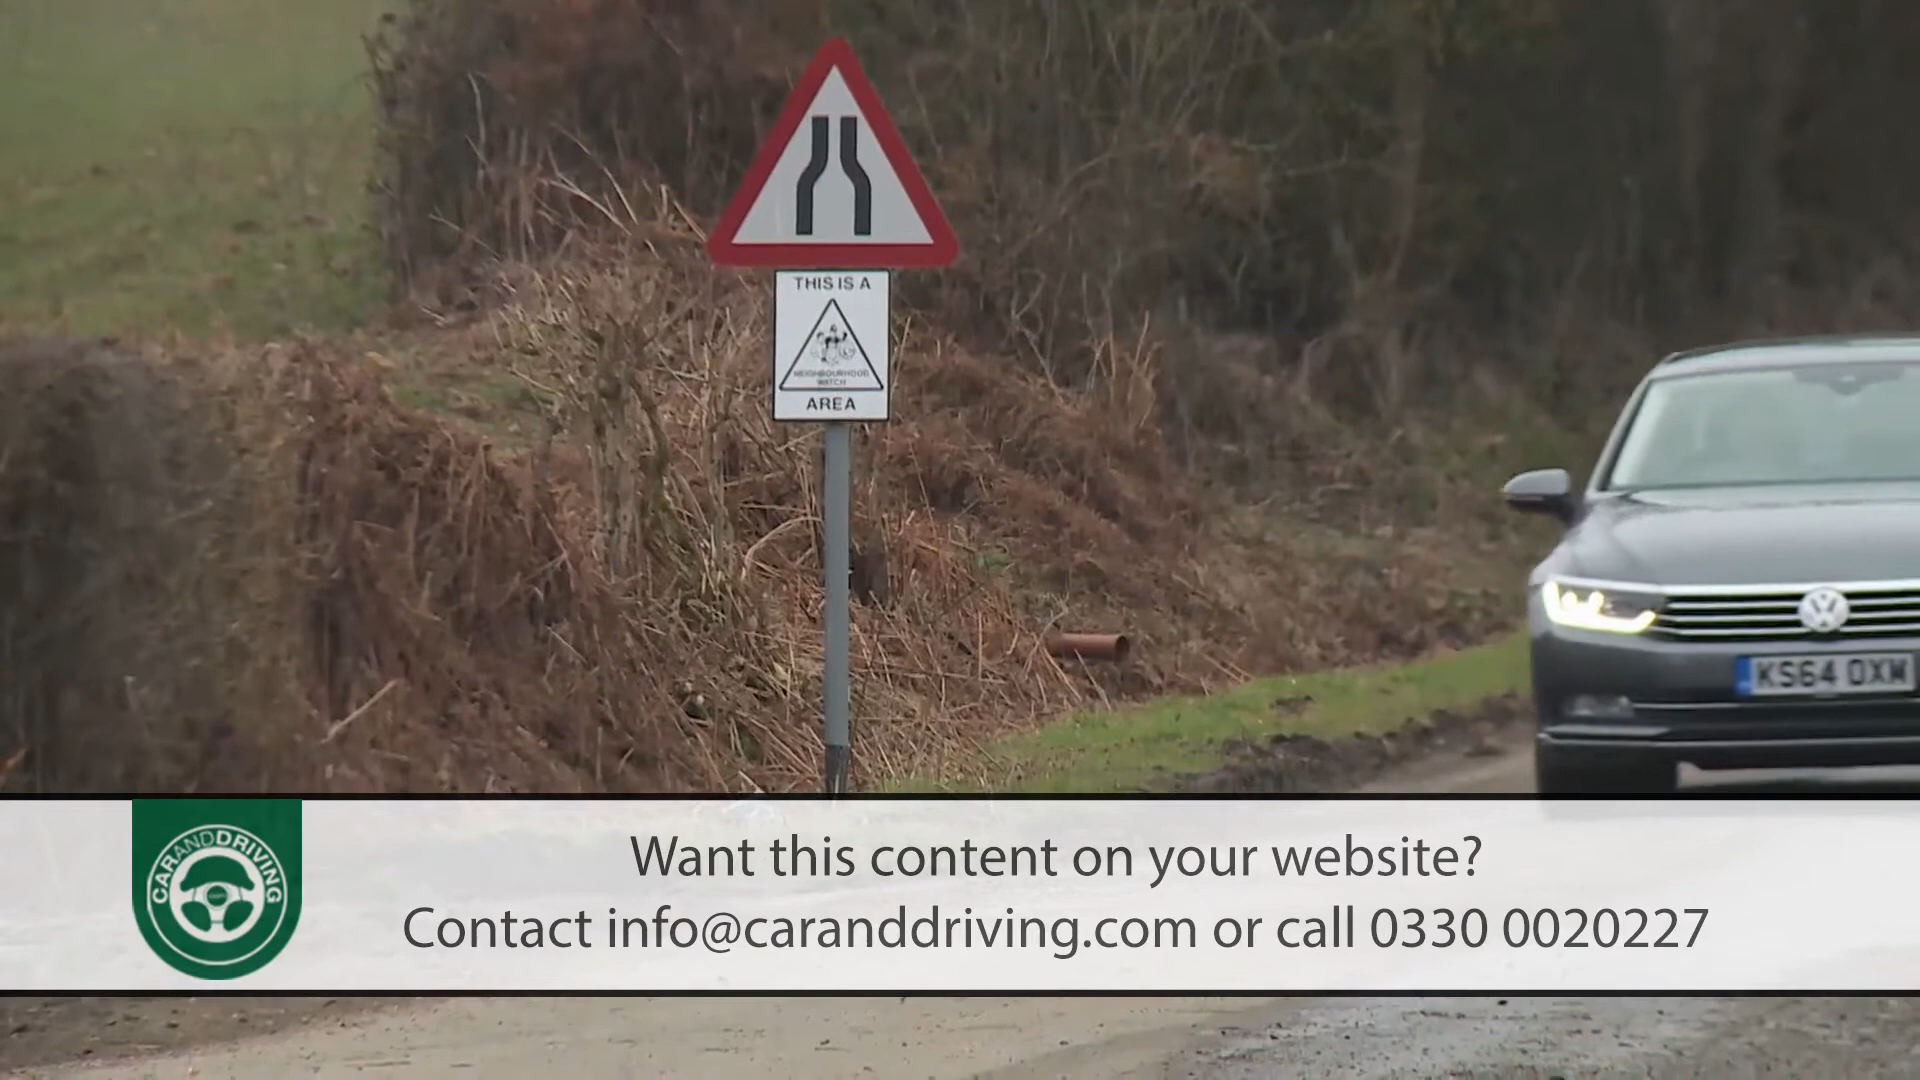 THIS IS A
NEIGHBOURHOOD
WATCH
AREA
KS64 OXW
CARANDDRIVING
Want this content on your website?
Contact info@caranddriving.com or call 0330 0020227